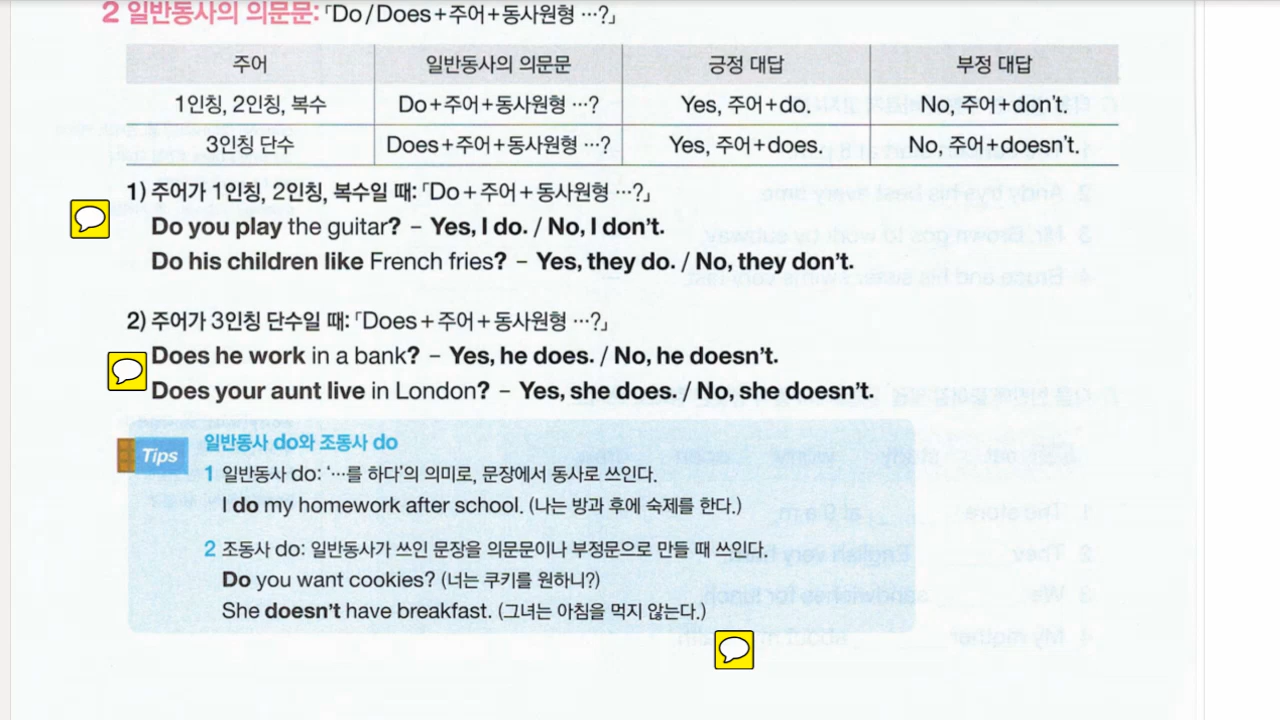 2 일반동사의 의문문: 「Do/Does+주어+동사원형 …?」
주어 일반동사의 의문문 긍정 대답 부정 대답
1인칭, 2인칭, 복수 Do+주어+동사원형 …? Yes, 주어+do. No, 주어+don't.
3인칭 단수 Does+주어+동사원형 …? Yes, 주어+does. No, 주어+doesn't.
1) 주어가 1인칭, 2인칭, 복수일 때: 「Do+주어+동사원형 …?」
Do you play the guitar? – Yes, I do. / No, I don't.
Do his children like French fries? – Yes, they do. / No, they don't.
2) 주어가 3인칭 단수일 때: 「Does+주어+동사원형 …?」
Does he work in a bank? – Yes, he does. / No, he doesn't.
Does your aunt live in London? – Yes, she does. / No, she doesn't.
Tips 일반동사 do와 조동사 do
1 일반동사 do: '…를 하다'의 의미로, 문장에서 동사로 쓰인다.
I do my homework after school. (나는 방과 후에 숙제를 한다.)
2 조동사 do: 일반동사가 쓰인 문장을 의문문이나 부정문으로 만들 때 쓰인다.
Do you want cookies? (너는 쿠키를 원하니?)
She doesn't have breakfast. (그녀는 아침을 먹지 않는다.)